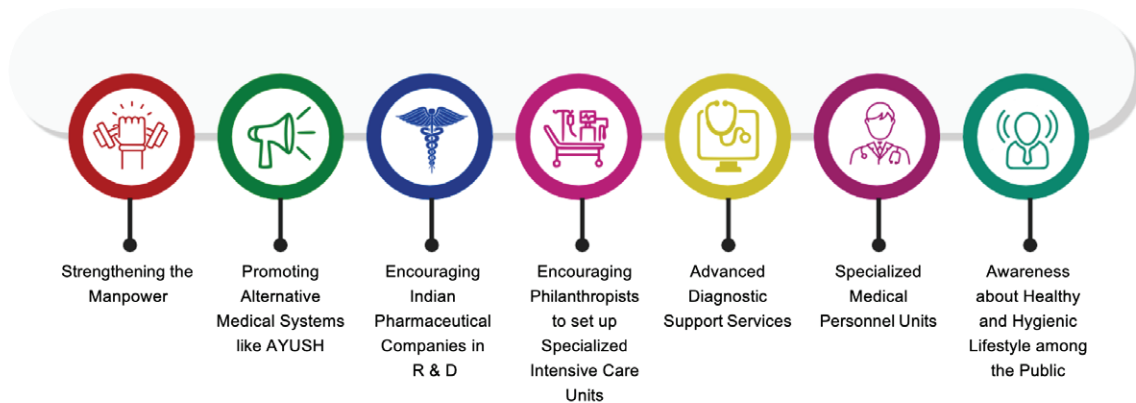 Strengthening the
Manpower
Promoting
Alternative
Medical Systems
like AYUSH
Encouraging
Indian
Pharmaceutical
Companies in
R & D
Encouraging
Philanthropists
to set up
Specialized
Intensive Care
Units
Advanced
Diagnostic
Support Services
Specialized
Medical
Personnel Units
Awareness
about Healthy
and Hygienic
Lifestyle among
the Public